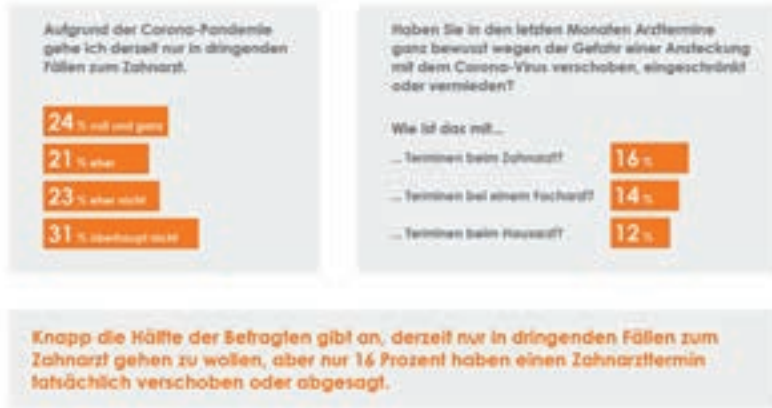 Aufgrund der Corona-Pandemie
gehe ich derzeit nur in dringenden
Fällen zum Zahnarzt.
24 % voll und ganz
21 % eher
23 % eher nicht
31 % überhaupt nicht
Haben Sie in den letzten Monaten Arzttermine
ganz bewusst wegen der Gefahr einer Ansteckung
mit dem Corona-Virus verschoben, eingeschränkt
oder vermieden?
Wie ist das mit...
... Terminen beim Zahnarzt? 16 %
... Terminen bei einem Facharzt? 14 %
... Terminen beim Hausarzt? 12 %
Knapp die Hälfte der Befragten gibt an, derzeit nur in dringenden Fällen zum
Zahnarzt gehen zu wollen, aber nur 16 Prozent haben einen Zahnarzttermin
tatsächlich verschoben oder abgesagt.